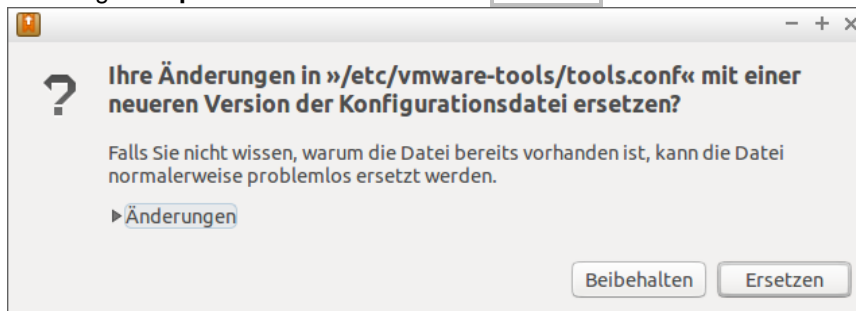 Ihre Änderungen in »/etc/vmware-tools/tools.conf« mit einer
neueren Version der Konfigurationsdatei ersetzen?
Falls Sie nicht wissen, warum die Datei bereits vorhanden ist, kann die Datei
normalerweise problemlos ersetzt werden.
Änderungen
Beibehalten Ersetzen